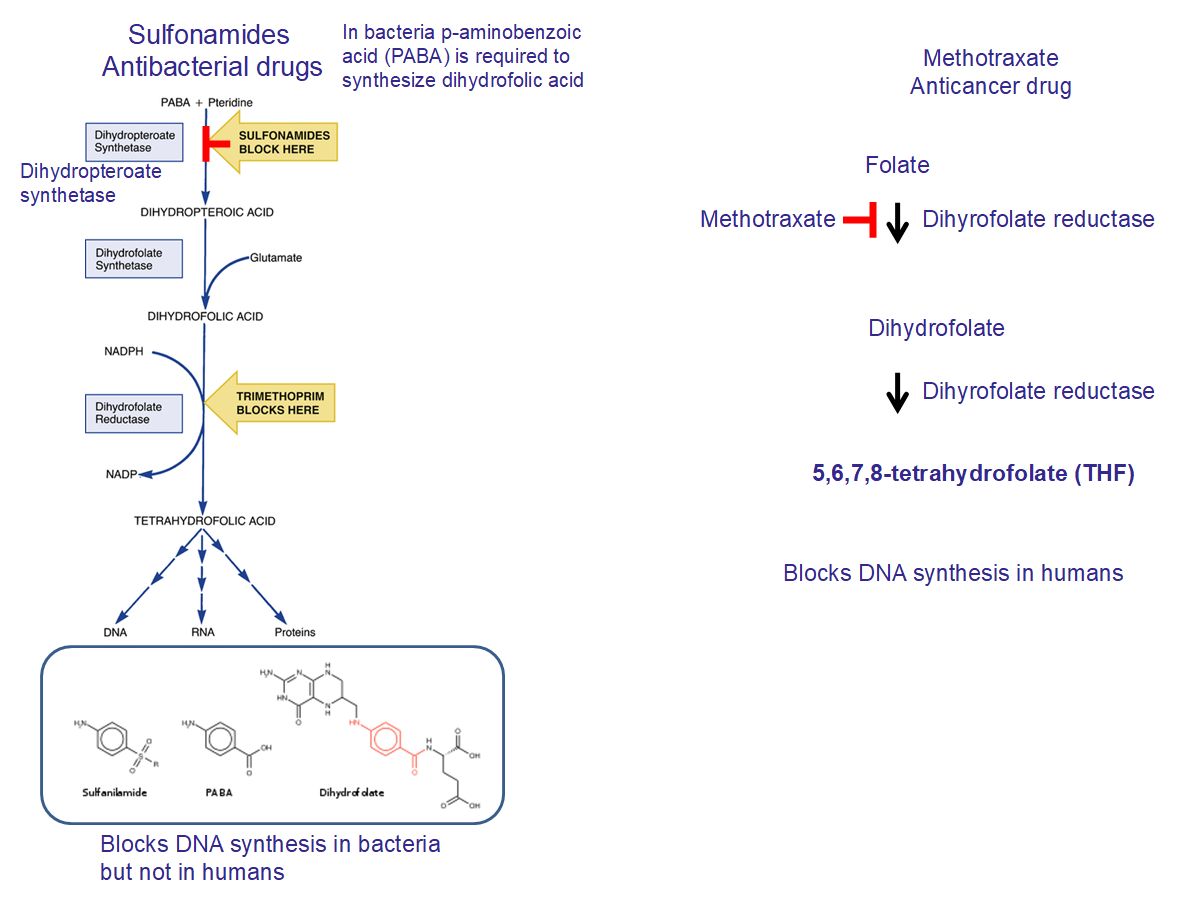 Sulfonamides
Antibacterial drugs
In bacteria p-aminobenzoic
acid (PABA) is required to
synthesize dihydrofolic acid
PABA + Pteridine
Dihydropteroate
Synthetase
SULFONAMIDES
BLOCK HERE
Dihydropteroate
synthetase
DIHYDROPTEROIC ACID
Dihydrofolate
Synthetase
Glutamate
DIHYDROFOLIC ACID
NADPH
TRIMETHOPRIM
BLOCKS HERE
Dihydrofolate
Reductase
NADP
TETRAHYDROFOLIC ACID
DNA
RNA
Proteins
H₂N
S
O
O
R
Sulfanilamide
H₂N
OH
O
PABA
H₂N
N
H
N
HN
O
N
H
HN
O
H
N
O
OH
O
OH
Dihydrofolate
Blocks DNA synthesis in bacteria
but not in humans
Methotraxate
Anticancer drug
Folate
Methotraxate
Dihyrofolate reductase
Dihydrofolate
Dihyrofolate reductase
5,6,7,8-tetrahydrofolate (THF)
Blocks DNA synthesis in humans